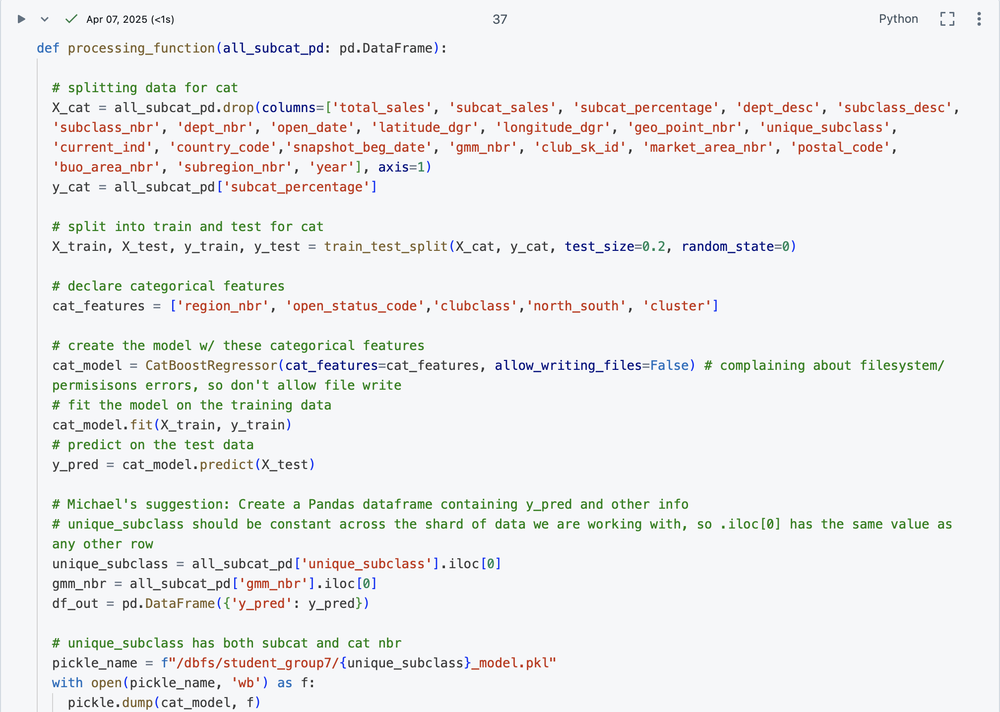 Apr 07, 2025 (<1s)
37
Python
def processing_function(all_subcat_pd: pd.DataFrame):
# splitting data for cat
X_cat = all_subcat_pd.drop(columns=['total_sales', 'subcat_sales', 'subcat_percentage', 'dept_desc', 'subclass_desc',
'subclass_nbr', 'dept_nbr', 'open_date', 'latitude_dgr', 'longitude_dgr', 'geo_point_nbr', 'unique_subclass',
'current_ind', 'country_code','snapshot_beg_date', 'gmm_nbr', 'club_sk_id', 'market_area_nbr', 'postal_code',
'buo_area_nbr', 'subregion_nbr', 'year'], axis=1)
y_cat = all_subcat_pd['subcat_percentage']
# split into train and test for cat
X_train, X_test, y_train, y_test = train_test_split(X_cat, y_cat, test_size=0.2, random_state=0)
# declare categorical features
cat_features = ['region_nbr', 'open_status_code','clubclass','north_south', 'cluster']
# create the model w/ these categorical features
cat_model = CatBoostRegressor(cat_features=cat_features, allow_writing_files=False) # complaining about filesystem/
permisisons errors, so don't allow file write
# fit the model on the training data
cat_model.fit(X_train, y_train)
# predict on the test data
y_pred = cat_model.predict(X_test)
# Michael's suggestion: Create a Pandas dataframe containing y_pred and other info
# unique_subclass should be constant across the shard of data we are working with, so .iloc[0] has the same value as
any other row
unique_subclass = all_subcat_pd['unique_subclass'].iloc[0]
gmm_nbr = all_subcat_pd['gmm_nbr'].iloc[0]
df_out = pd.DataFrame({'y_pred': y_pred})
# unique_subclass has both subcat and cat nbr
pickle_name = f"/dbfs/student_group7/{unique_subclass}_model.pkl"
with open(pickle_name, 'wb') as f:
pickle.dump(cat_model, f)